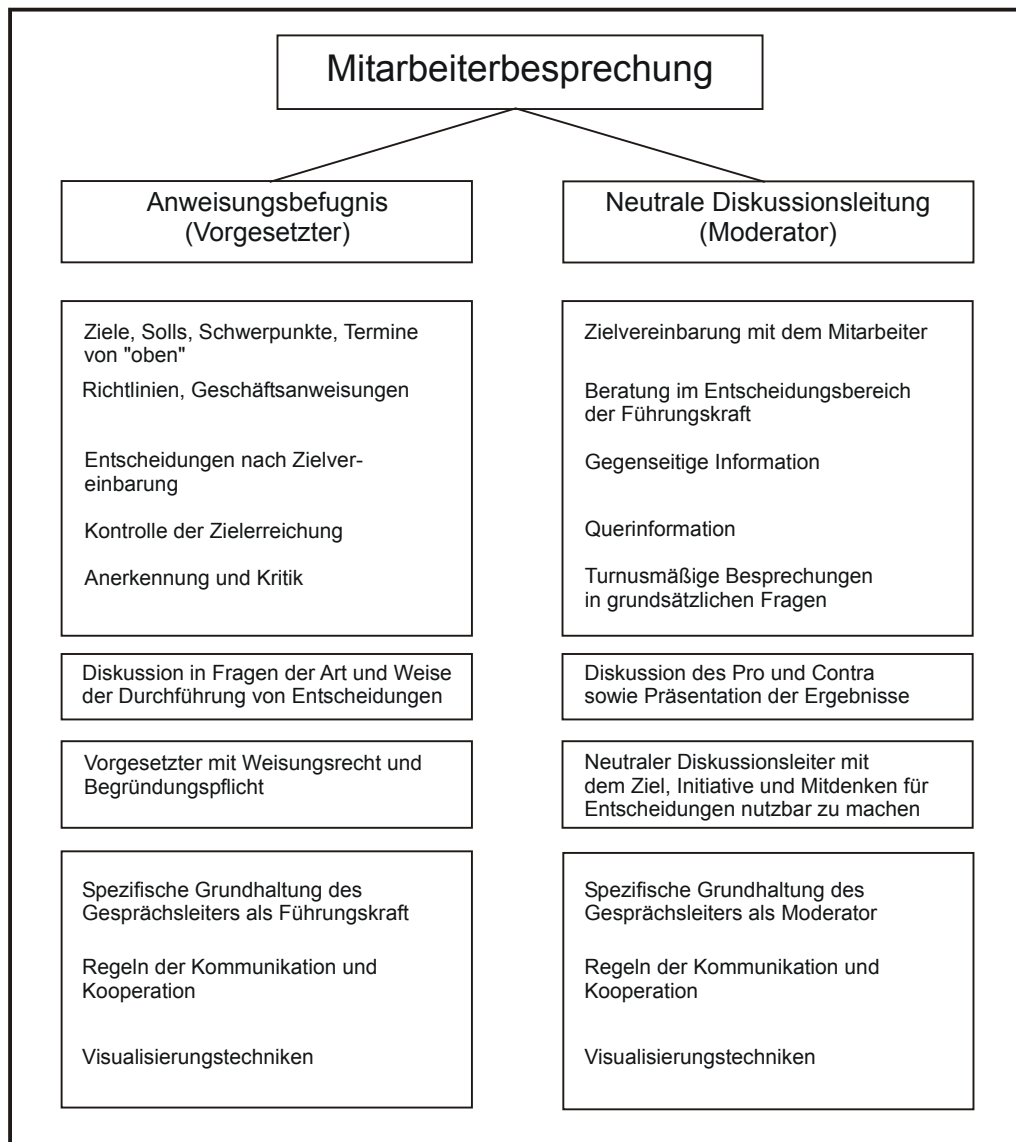 Mitarbeiterbesprechung
Anweisungsbefugnis
(Vorgesetzter)
Ziele, Solls, Schwerpunkte, Termine
von "oben"
Richtlinien, Geschäftsanweisungen
Entscheidungen nach Zielver-
einbarung
Kontrolle der Zielerreichung
Anerkennung und Kritik
Diskussion in Fragen der Art und Weise
der Durchführung von Entscheidungen
Vorgesetzter mit Weisungsrecht und
Begründungspflicht
Spezifische Grundhaltung des
Gesprächsleiters als Führungskraft
Regeln der Kommunikation und
Kooperation
Visualisierungstechniken
Neutrale Diskussionsleitung
(Moderator)
Zielvereinbarung mit dem Mitarbeiter
Beratung im Entscheidungsbereich
der Führungskraft
Gegenseitige Information
Querinformation
Turnusmäßige Besprechungen
in grundsätzlichen Fragen
Diskussion des Pro und Contra
sowie Präsentation der Ergebnisse
Neutraler Diskussionsleiter mit
dem Ziel, Initiative und Mitdenken für
Entscheidungen nutzbar zu machen
Spezifische Grundhaltung des
Gesprächsleiters als Moderator
Regeln der Kommunikation und
Kooperation
Visualisierungstechniken